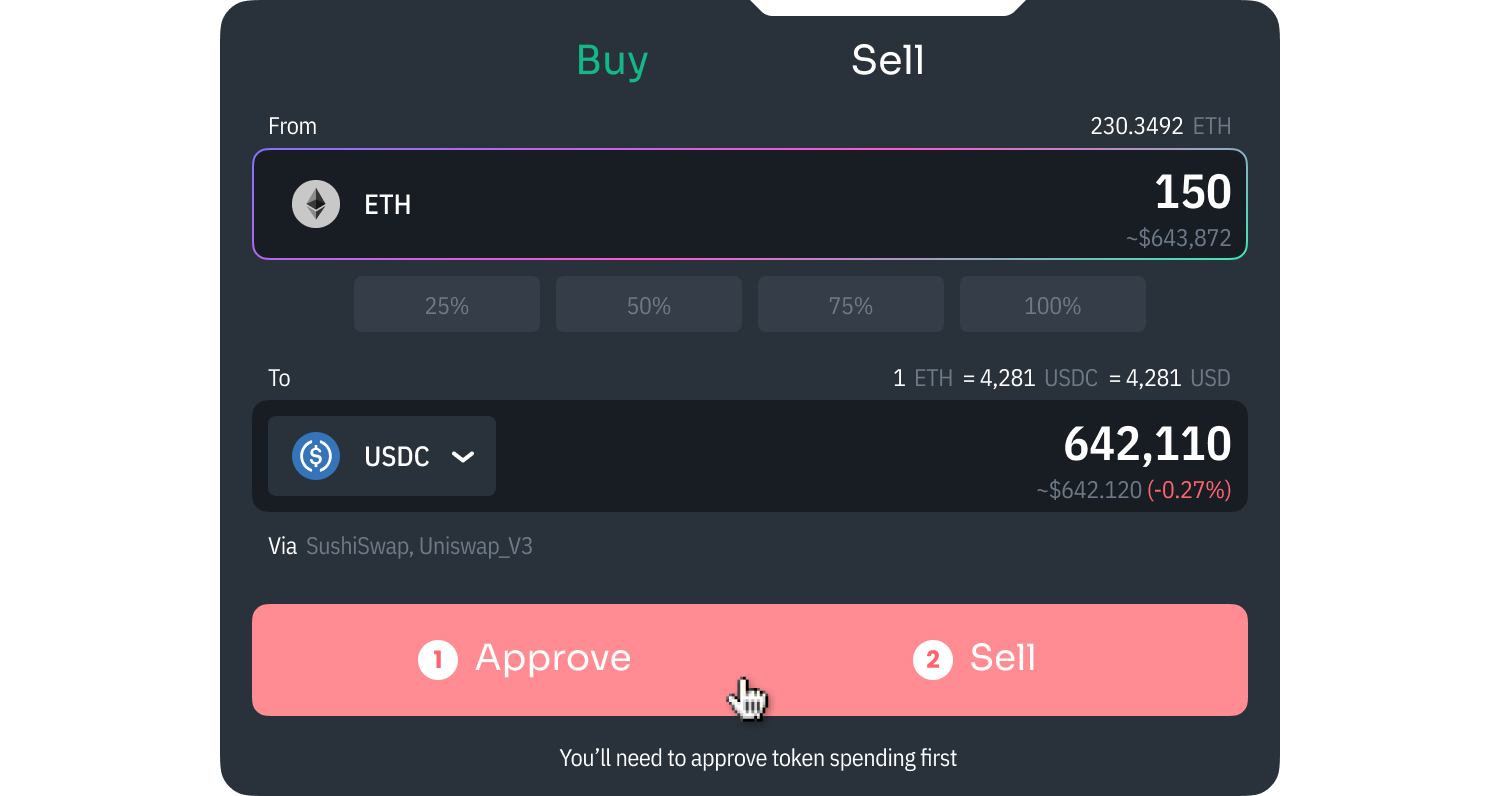 Buy Sell
From 230.3492 ETH
ETH 150
~$643,872
25% 50% 75% 100%
To 1 ETH = 4,281 USDC = 4,281 USD
USDC 642,110
~$642.120 (-0.27%)
Via SushiSwap, Uniswap_V3
1 Approve 2 Sell
You’ll need to approve token spending first